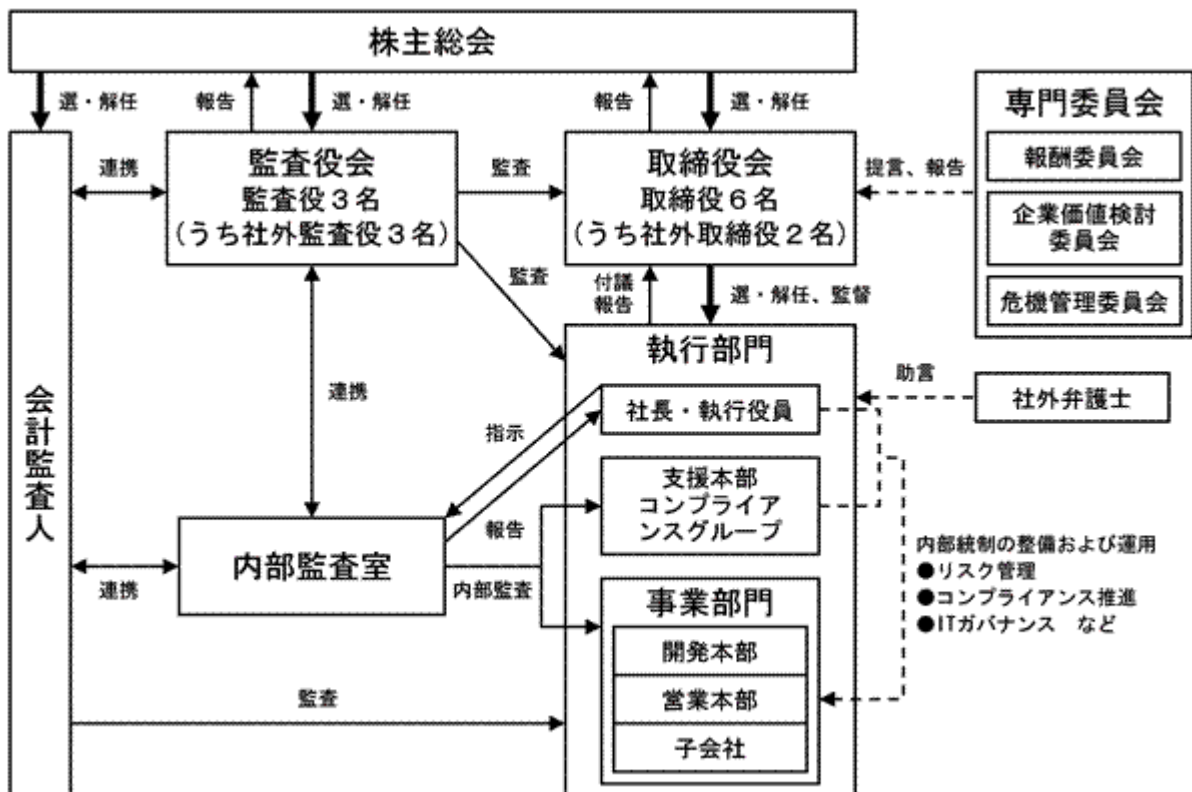 株主総会
選・解任
報告
選・解任
報告
選・解任
専門委員会
報酬委員会
企業価値検討
委員会
危機管理委員会
連携
監査役会
監査役３名
(うち社外監査役３名)
監査
取締役会
取締役６名
(うち社外取締役２名)
提言、報告
監査
付議
報告
選・解任、監督
会計監査人
連携
執行部門
社長・執行役員
助言
社外弁護士
指示
支援本部
コンプライア
ンスグループ
報告
連携
内部監査室
内部監査
内部統制の整備および運用
●リスク管理
●コンプライアンス推進
●ITガバナンス　など
事業部門
開発本部
営業本部
子会社
監査